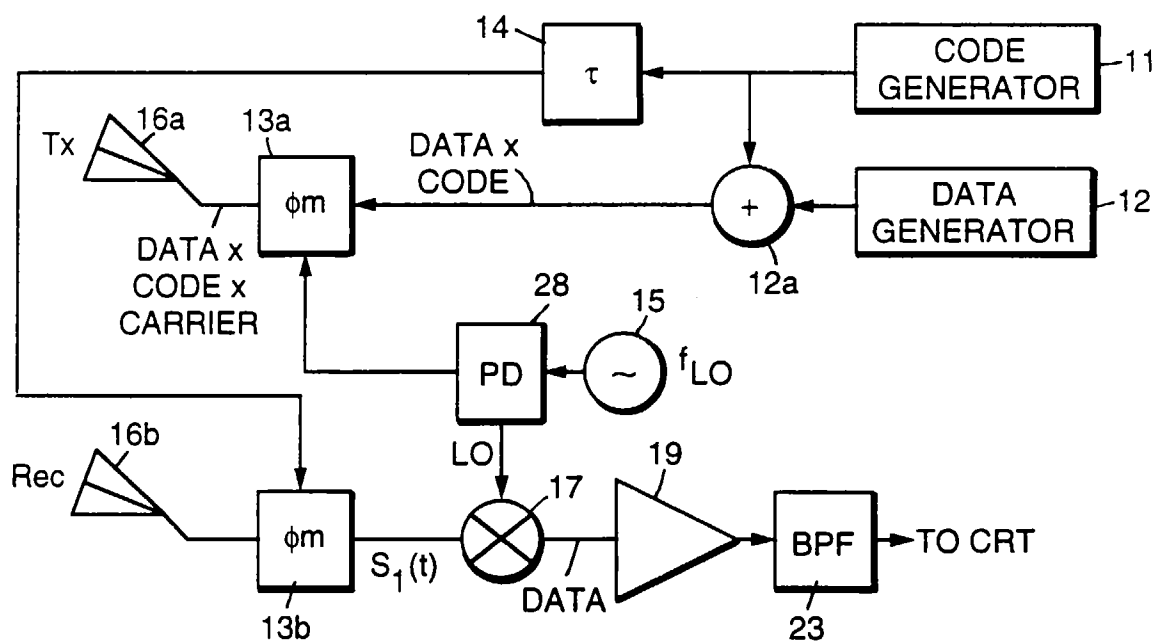 14
τ
CODE
GENERATOR
11
16a
Tx
13a
φm
DATA x
CODE
+
12a
DATA
GENERATOR
12
DATA x
CODE x
CARRIER
28
PD
15
~
fLO
LO
16b
Rec
φm
13b
S1(t)
17
DATA
19
BPF
23
TO CRT